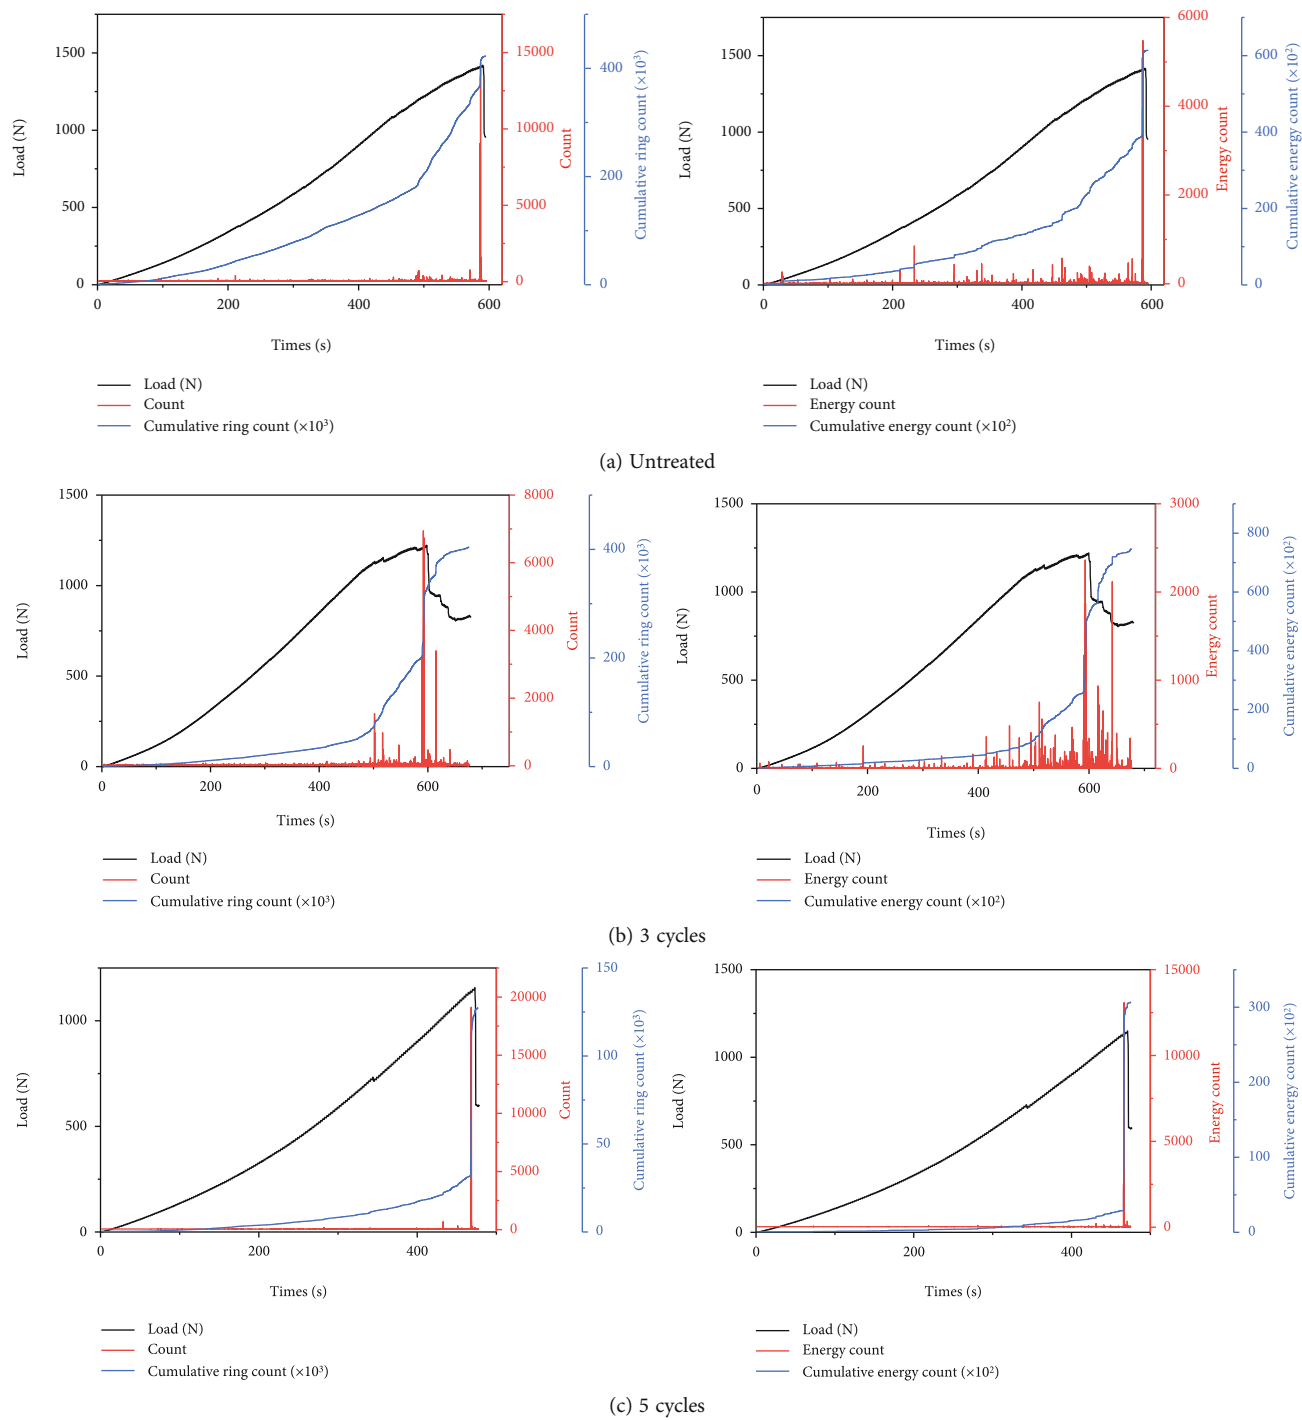 1500
1000
500
0
Load (N)
0
200
400
600
Times (s)
15000
10000
5000
0
Count
400
200
0
Cumulative ring count (×10³)
Load (N)
Count
Cumulative ring count (×10³)
1500
1000
500
0
Load (N)
0
200
400
600
Times (s)
6000
4000
2000
0
Energy count
600
400
200
0
Cumulative energy count (×10²)
Load (N)
Energy count
Cumulative energy count (×10²)
(a) Untreated
1500
1000
500
0
Load (N)
0
200
400
600
Times (s)
8000
6000
4000
2000
0
Count
400
200
0
Cumulative ring count (×10³)
Load (N)
Count
Cumulative ring count (×10³)
1500
1000
500
0
Load (N)
0
200
400
600
Times (s)
3000
2000
1000
0
Energy count
800
600
400
200
0
Cumulative energy count (×10²)
Load (N)
Energy count
Cumulative energy count (×10²)
(b) 3 cycles
1000
500
0
Load (N)
0
200
400
Times (s)
20000
15000
10000
5000
0
Count
150
100
50
0
Cumulative ring count (×10³)
Load (N)
Count
Cumulative ring count (×10³)
1500
1000
500
0
Load (N)
0
200
400
Times (s)
15000
10000
5000
0
Energy count
300
200
100
0
Cumulative energy count (×10²)
Load (N)
Energy count
Cumulative energy count (×10²)
(c) 5 cycles